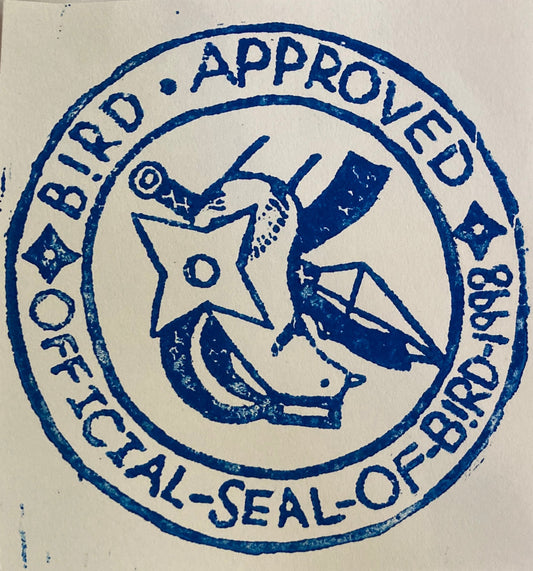 B!RD • APPROVED
OFFICIAL-SEAL-OF-B!RD-1998